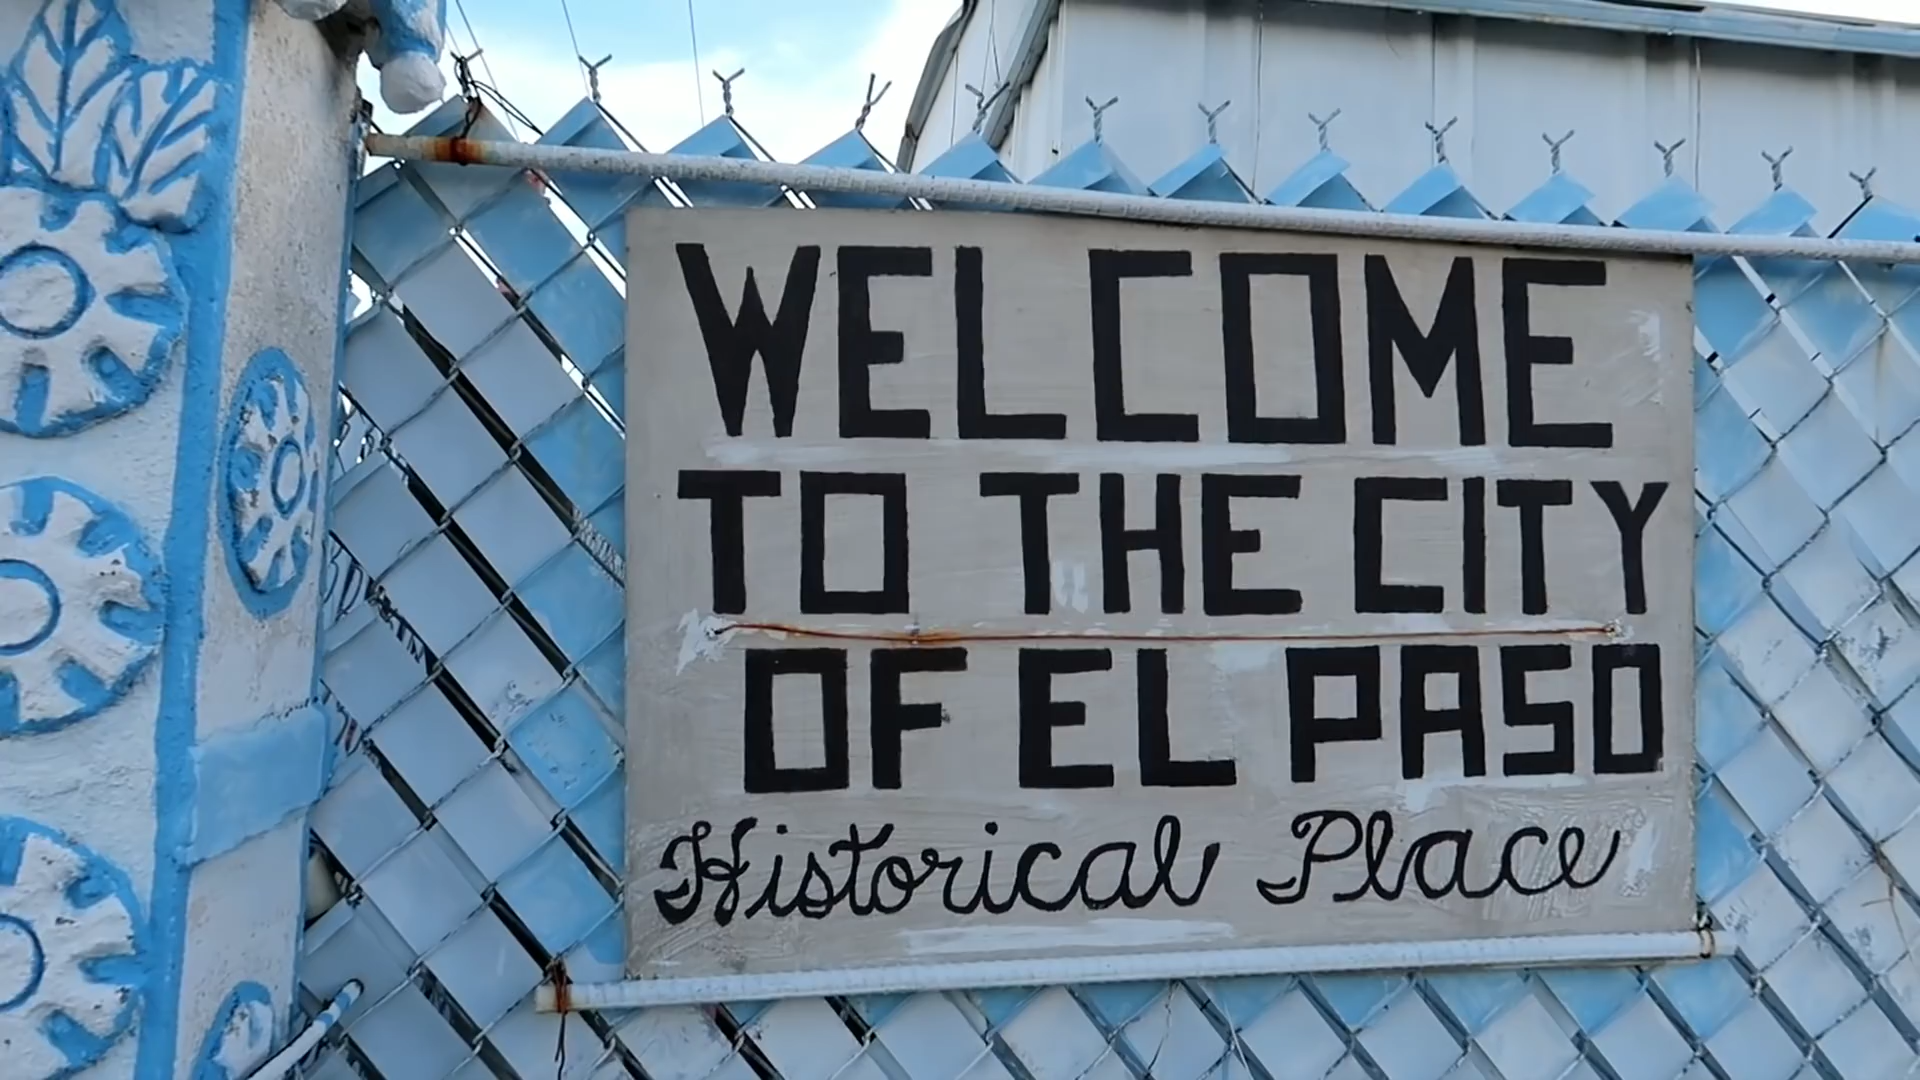 WELCOME
TO THE CITY
OF EL PASO
Historical Place